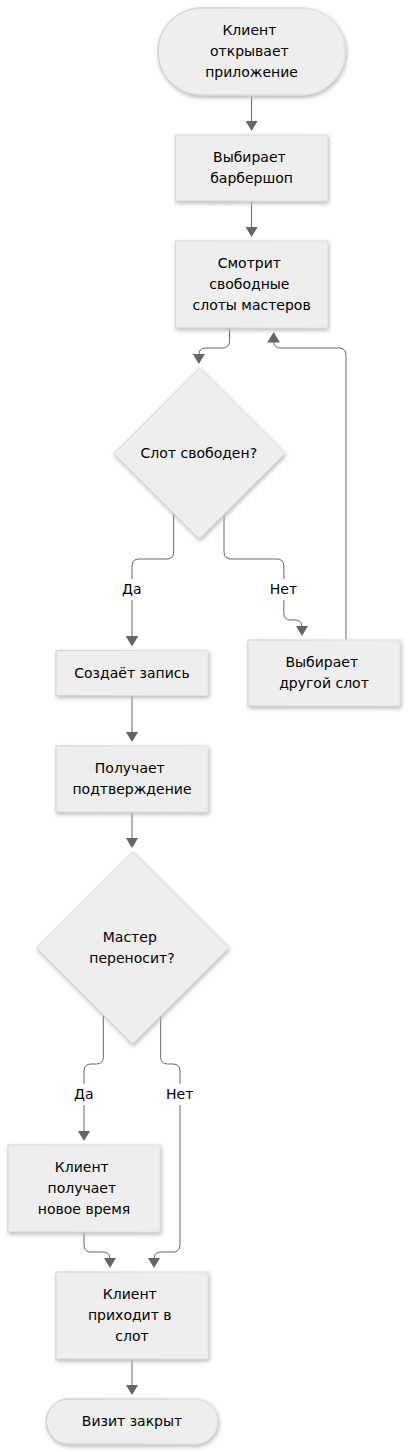 Клиент
открывает
приложение
Выбирает
барбершоп
Смотрит
свободные
слоты мастеров
Слот свободен?
Да
Нет
Создаёт запись
Выбирает
другой слот
Получает
подтверждение
Мастер
переносит?
Да
Нет
Клиент
получает
новое время
Клиент
приходит в
слот
Визит закрыт